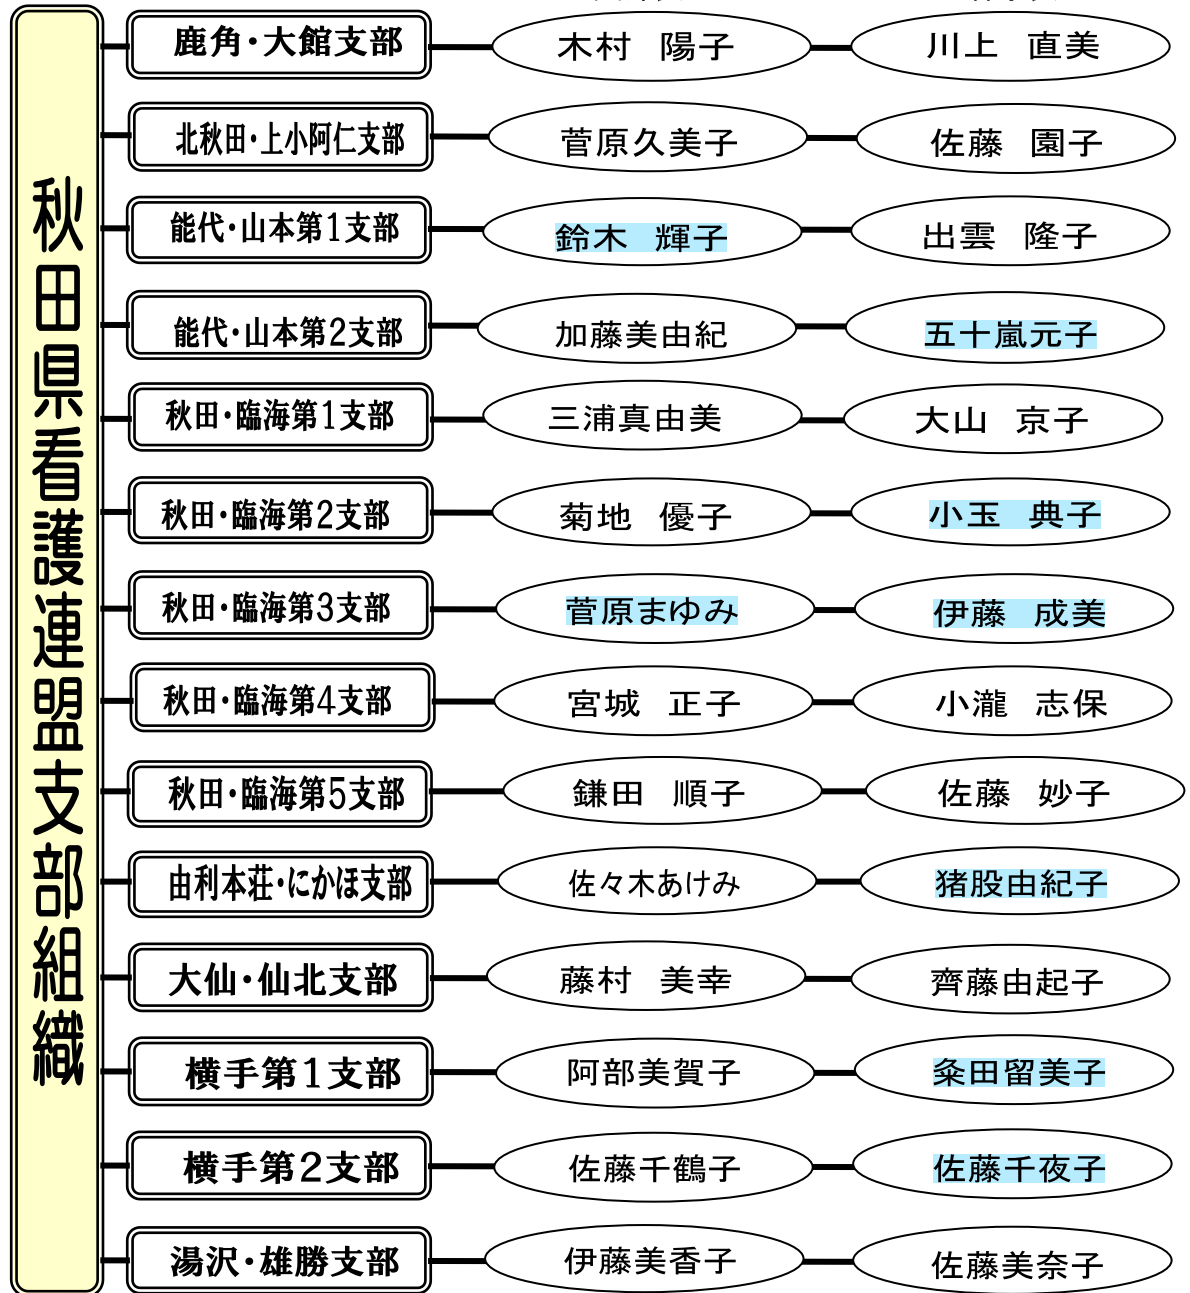 秋田県看護連盟支部組織
鹿角・大館支部 木村 陽子 川上 直美
北秋田・上小阿仁支部 菅原久美子 佐藤 園子
能代・山本第1支部 鈴木 輝子 出雲 隆子
能代・山本第2支部 加藤美由紀 五十嵐元子
秋田・臨海第1支部 三浦真由美 大山 京子
秋田・臨海第2支部 菊地 優子 小玉 典子
秋田・臨海第3支部 菅原まゆみ 伊藤 成美
秋田・臨海第4支部 宮城 正子 小瀧 志保
秋田・臨海第5支部 鎌田 順子 佐藤 妙子
由利本荘・にかほ支部 佐々木あけみ 猪股由紀子
大仙・仙北支部 藤村 美幸 齊藤由起子
横手第1支部 阿部美賀子 粂田留美子
横手第2支部 佐藤千鶴子 佐藤千夜子
湯沢・雄勝支部 伊藤美香子 佐藤美奈子